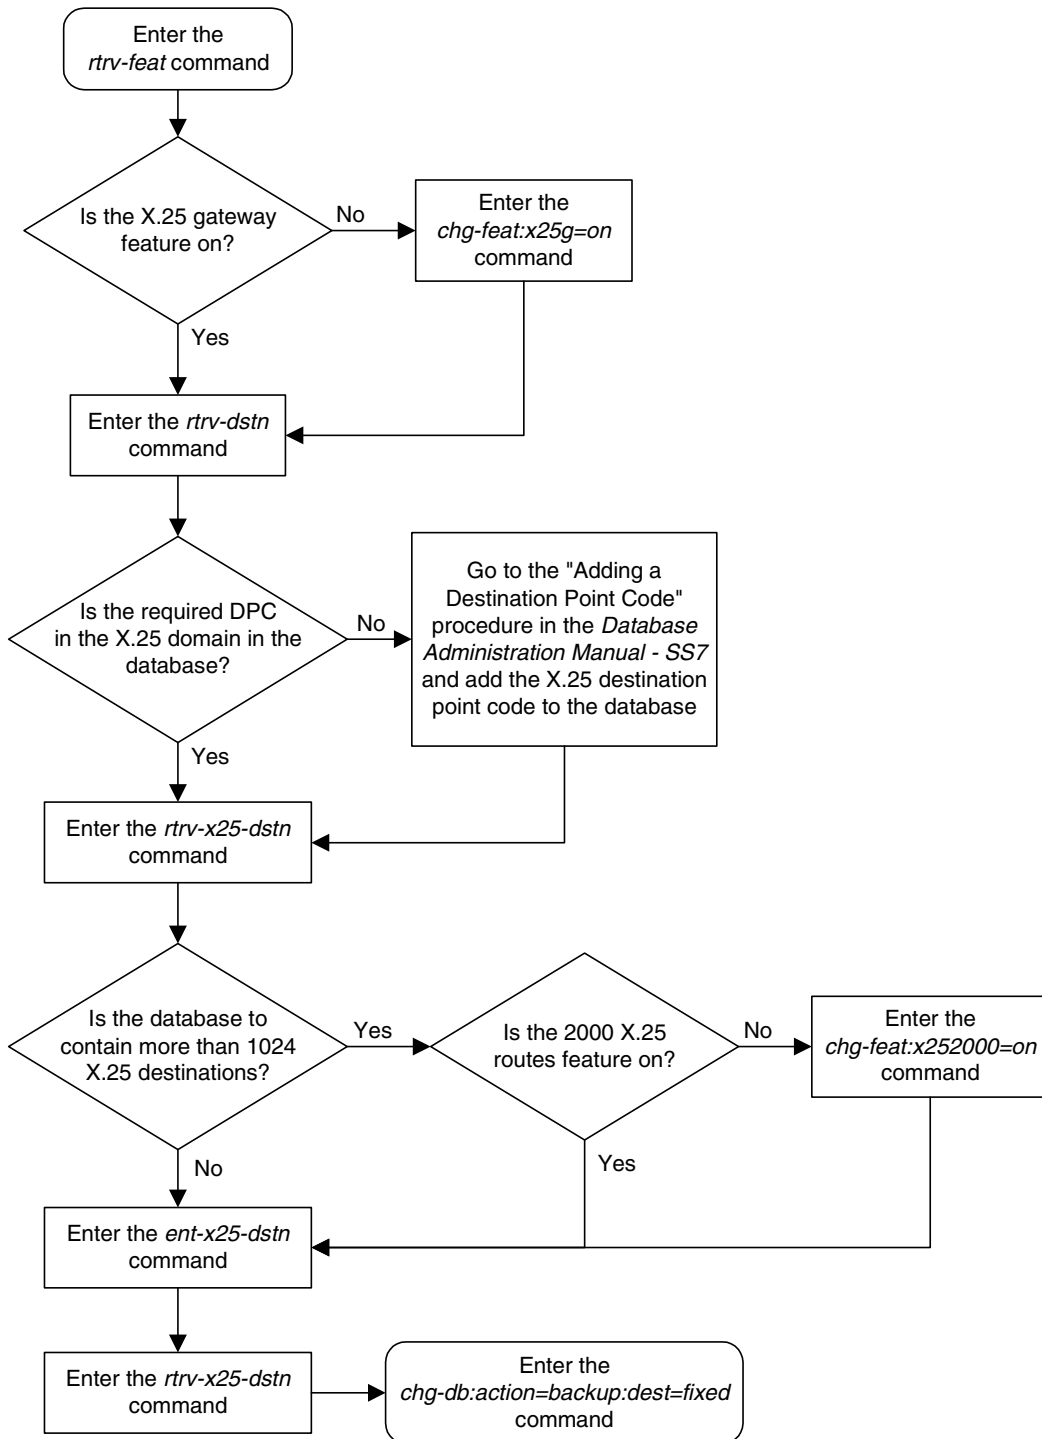 Enter the
rtrv-feat command
Is the X.25 gateway
feature on?
No
Enter the
chg-feat:x25g=on
command
Yes
Enter the rtrv-dstn
command
Is the required DPC
in the X.25 domain in the
database?
No
Go to the "Adding a
Destination Point Code"
procedure in the Database
Administration Manual - SS7
and add the X.25 destination
point code to the database
Yes
Enter the rtrv-x25-dstn
command
Is the database to
contain more than 1024
X.25 destinations?
Yes
Is the 2000 X.25
routes feature on?
No
Enter the
chg-feat:x252000=on
command
Yes
No
Enter the ent-x25-dstn
command
Enter the rtrv-x25-dstn
command
Enter the
chg-db:action=backup:dest=fixed
command